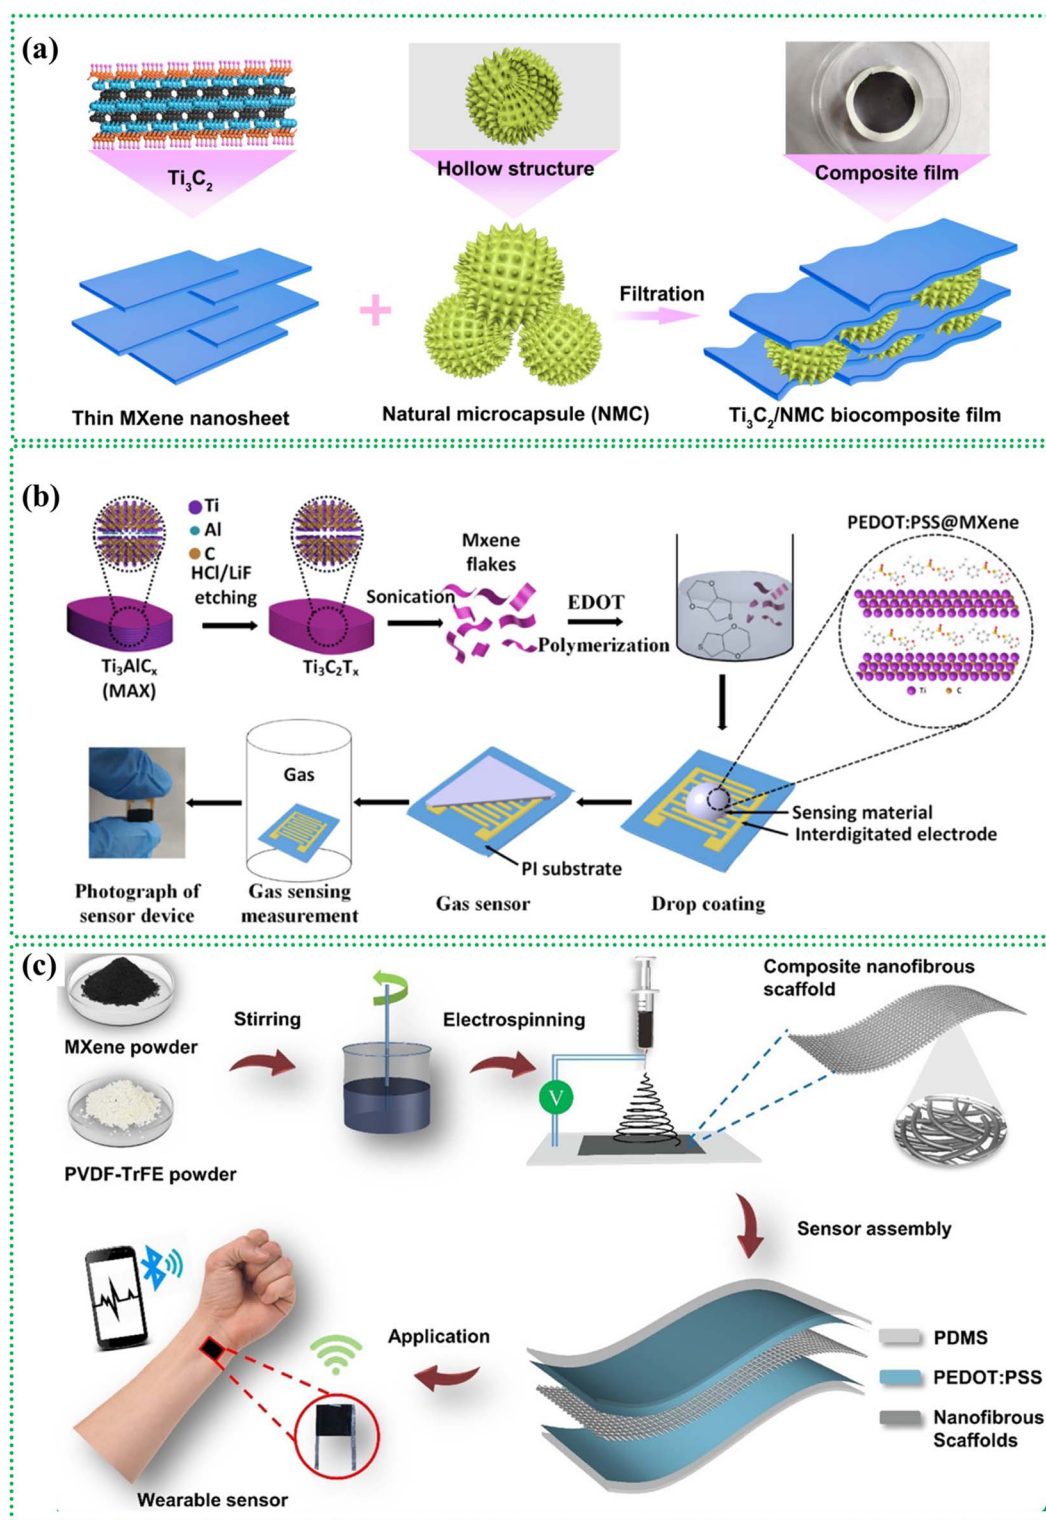 (a)
Ti₃C₂
Hollow structure
Composite film
Filtration
Thin MXene nanosheet
Natural microcapsule (NMC)
Ti₃C₂/NMC biocomposite film
(b)
Ti
Al
C
HCl/LiF
etching
Ti₃AlCₓ
(MAX)
Ti₃C₂Tₓ
Sonication
Mxene
flakes
EDOT
Polymerization
O
O
S
S
O
O
PEDOT:PSS@MXene
Ti
C
Sensing material
Interdigitated electrode
Drop coating
PI substrate
Gas sensor
Gas
Gas sensing
measurement
Photograph of
sensor device
(c)
MXene powder
PVDF-TrFE powder
Stirring
Electrospinning
V
Composite nanofibrous
scaffold
Sensor assembly
PDMS
PEDOT:PSS
Nanofibrous
Scaffolds
Application
Wearable sensor